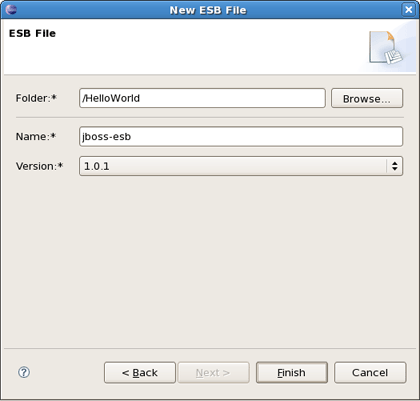 New ESB File
ESB File
Folder:* /HelloWorld Browse...
Name:* jboss-esb
Version:* 1.0.1
? < Back Next > Finish Cancel